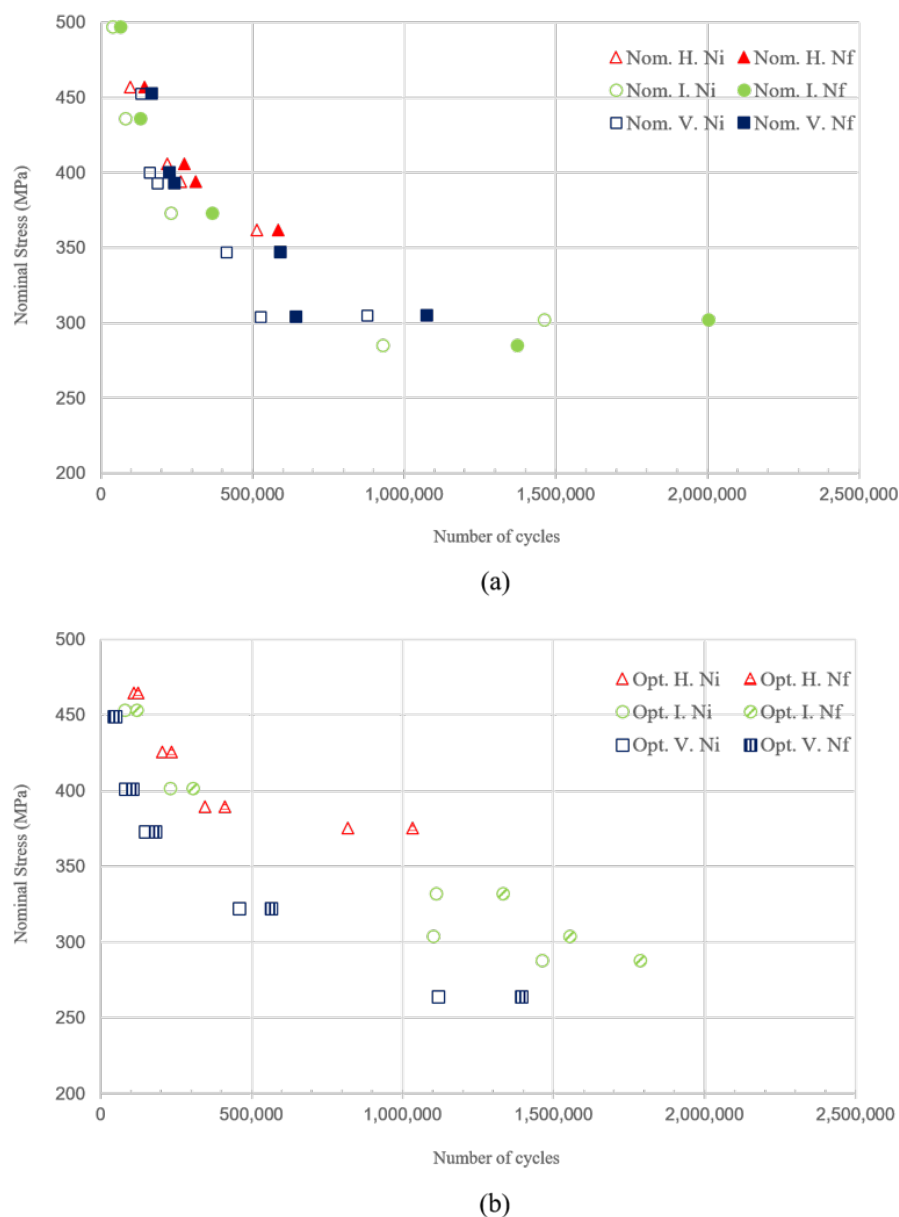 500
450
400
350
300
250
200
Nominal Stress (MPa)
Nom. H. Ni Nom. H. Nf
Nom. I. Ni Nom. I. Nf
Nom. V. Ni Nom. V. Nf
0 500,000 1,000,000 1,500,000 2,000,000 2,500,000
Number of cycles
(a)
500
450
400
350
300
250
200
Nominal Stress (MPa)
Opt. H. Ni Opt. H. Nf
Opt. I. Ni Opt. I. Nf
Opt. V. Ni Opt. V. Nf
0 500,000 1,000,000 1,500,000 2,000,000 2,500,000
Number of cycles
(b)